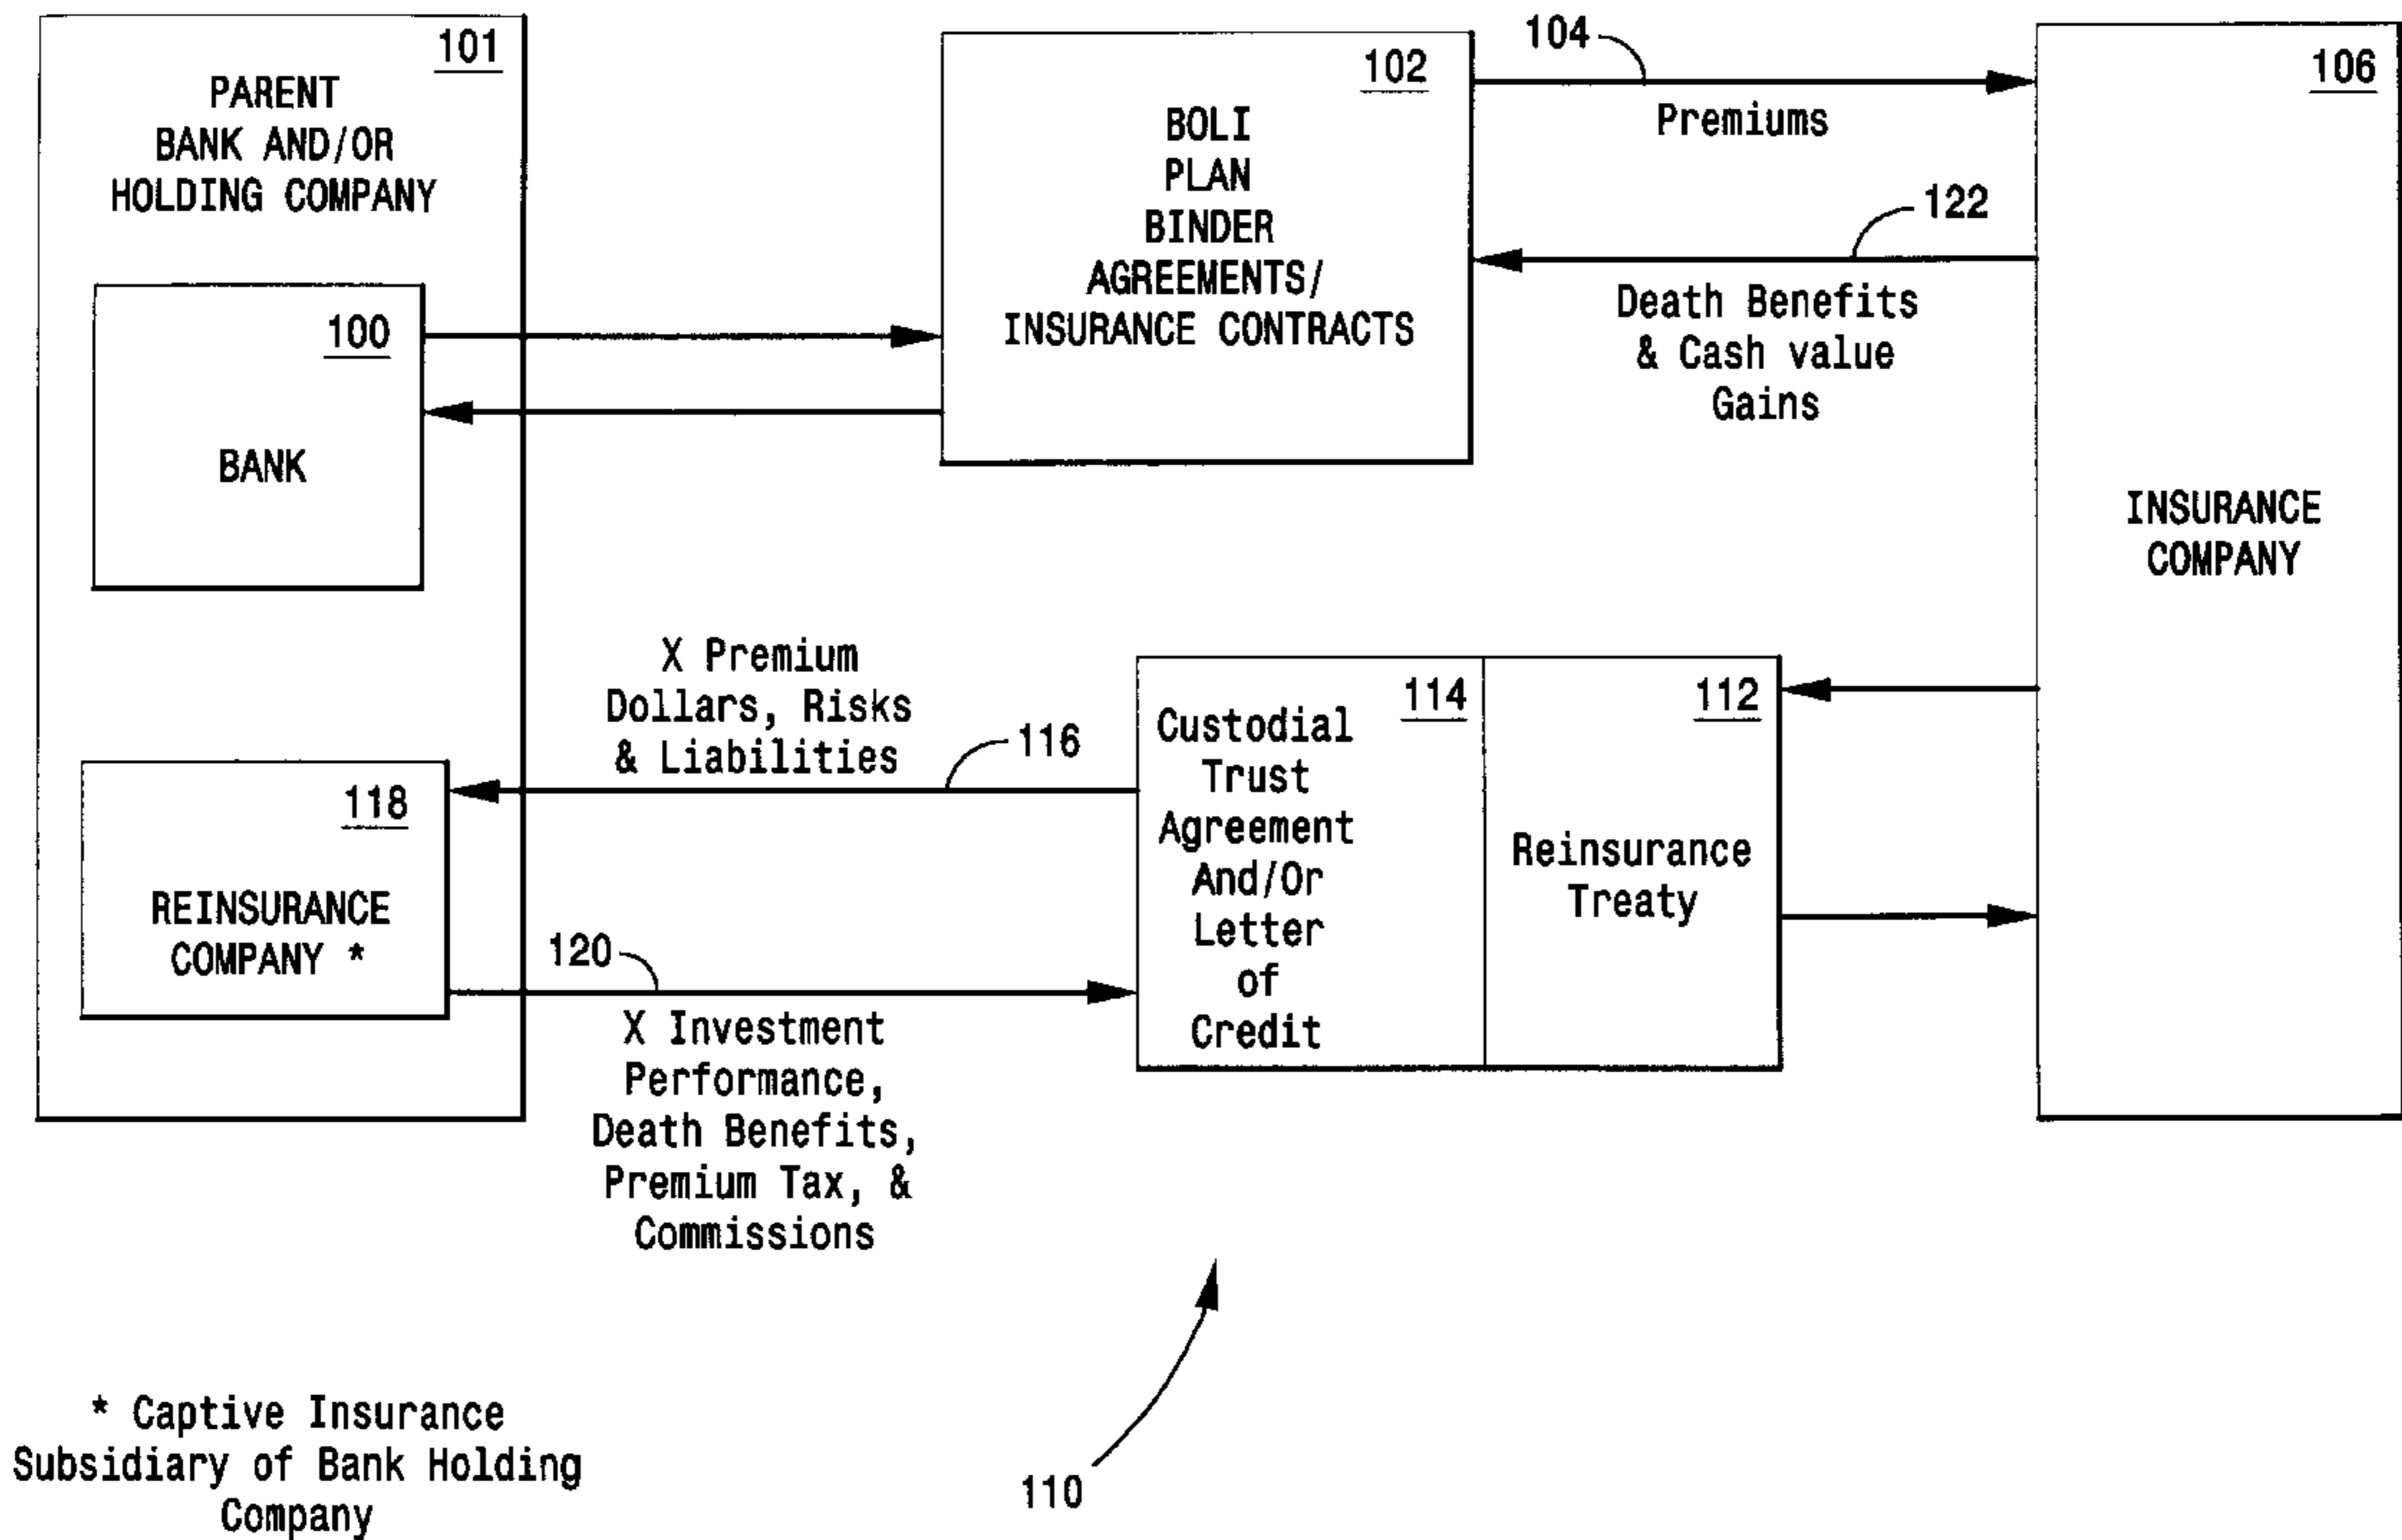 101
PARENT
BANK AND/OR
HOLDING COMPANY
100
BANK
118
REINSURANCE
COMPANY *
102
BOLI
PLAN
BINDER
AGREEMENTS/
INSURANCE CONTRACTS
104
Premiums
122
Death Benefits
& Cash value
Gains
106
INSURANCE
COMPANY
X Premium
Dollars, Risks
& Liabilities
116
120
X Investment
Performance,
Death Benefits,
Premium Tax, &
Commissions
114
Custodial
Trust
Agreement
And/Or
Letter
of
Credit
112
Reinsurance
Treaty
110
* Captive Insurance
Subsidiary of Bank Holding
Company